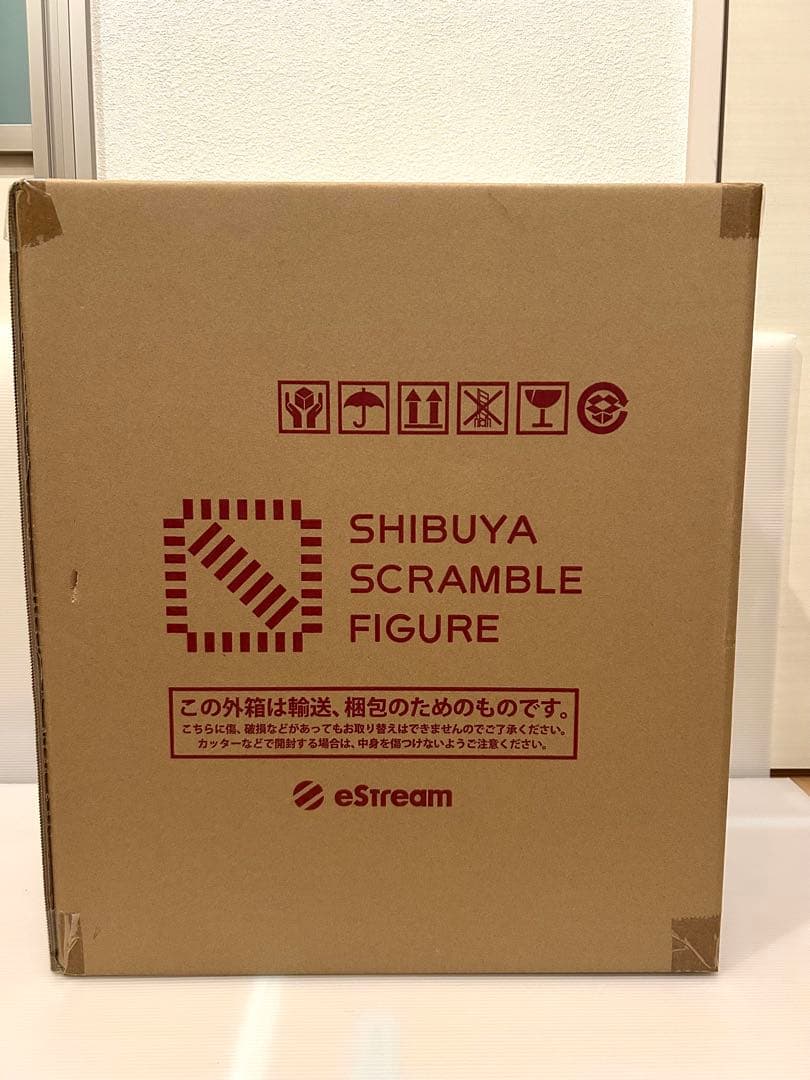 SHIBUYA
SCRAMBLE
FIGURE
この外箱は輸送、梱包のためのものです。
こちらに傷、破損などがあってもお取り替えはできませんのでご了承ください。
カッターなどで開封する場合は、中身を傷つけないようご注意ください。
eStream